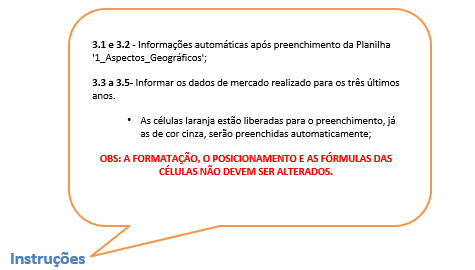 3.1 e 3.2 - Informações automáticas após preenchimento da Planilha
'1_Aspectos_Geográficos';
3.3 a 3.5- Informar os dados de mercado realizado para os três últimos
anos.
• As células laranja estão liberadas para o preenchimento, já
as de cor cinza, serão preenchidas automaticamente;
OBS: A FORMATAÇÃO, O POSICIONAMENTO E AS FÓRMULAS DAS
CÉLULAS NÃO DEVEM SER ALTERADOS.
Instruções